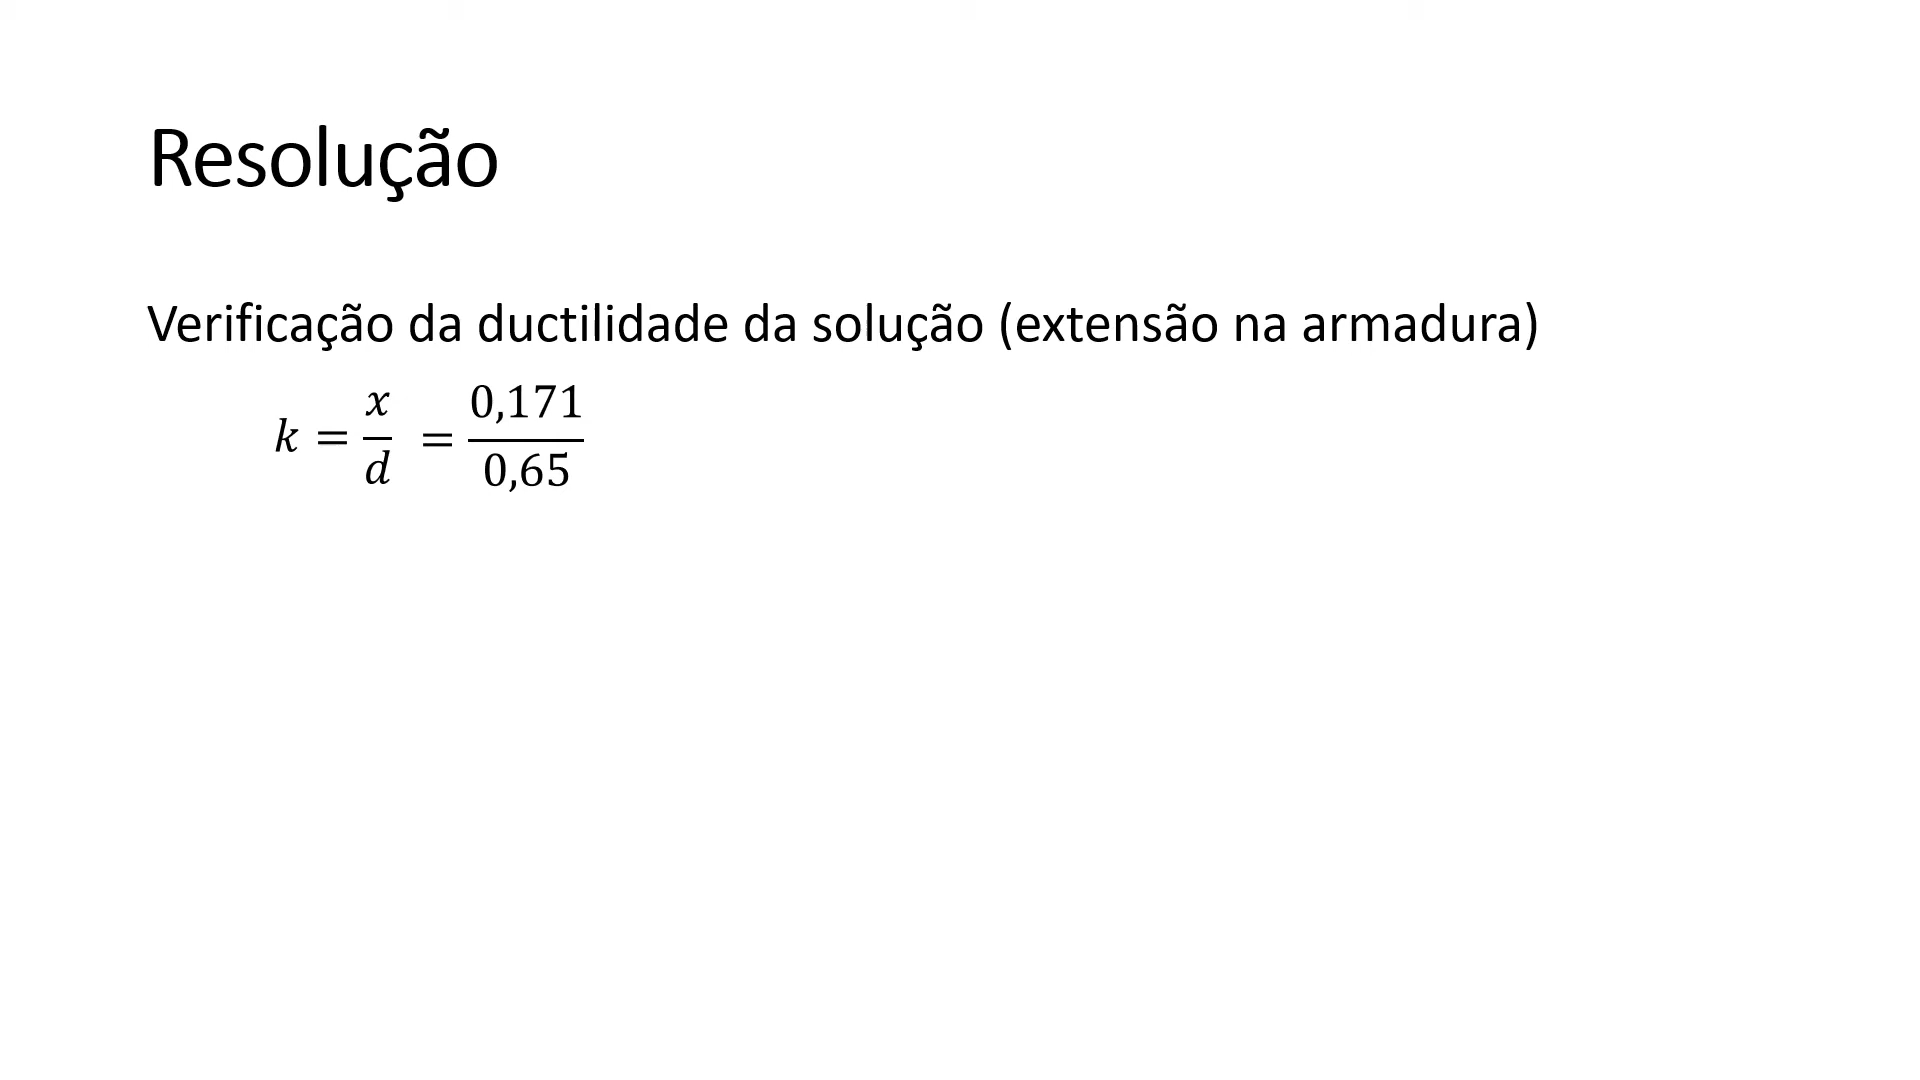 Resolução
Verificação da ductilidade da solução (extensão na armadura)
k = x/d = 0,171/0,65